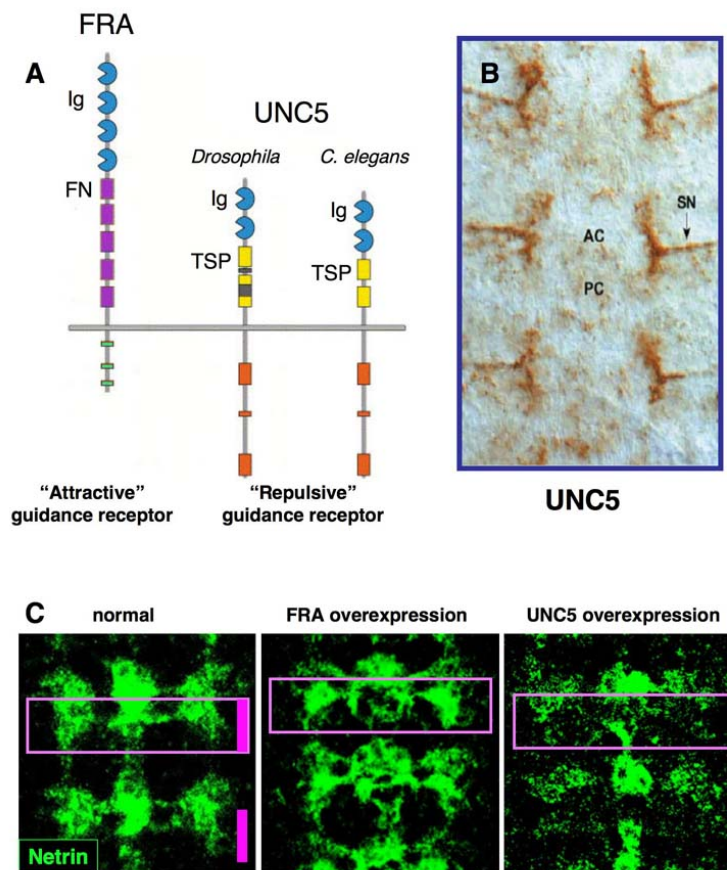 FRA
A
Ig
UNC5
Drosophila
C. elegans
FN
Ig
Ig
TSP
TSP
“Attractive”
guidance receptor
“Repulsive”
guidance receptor
B
SN
AC
PC
UNC5
C
normal
FRA overexpression
UNC5 overexpression
Netrin